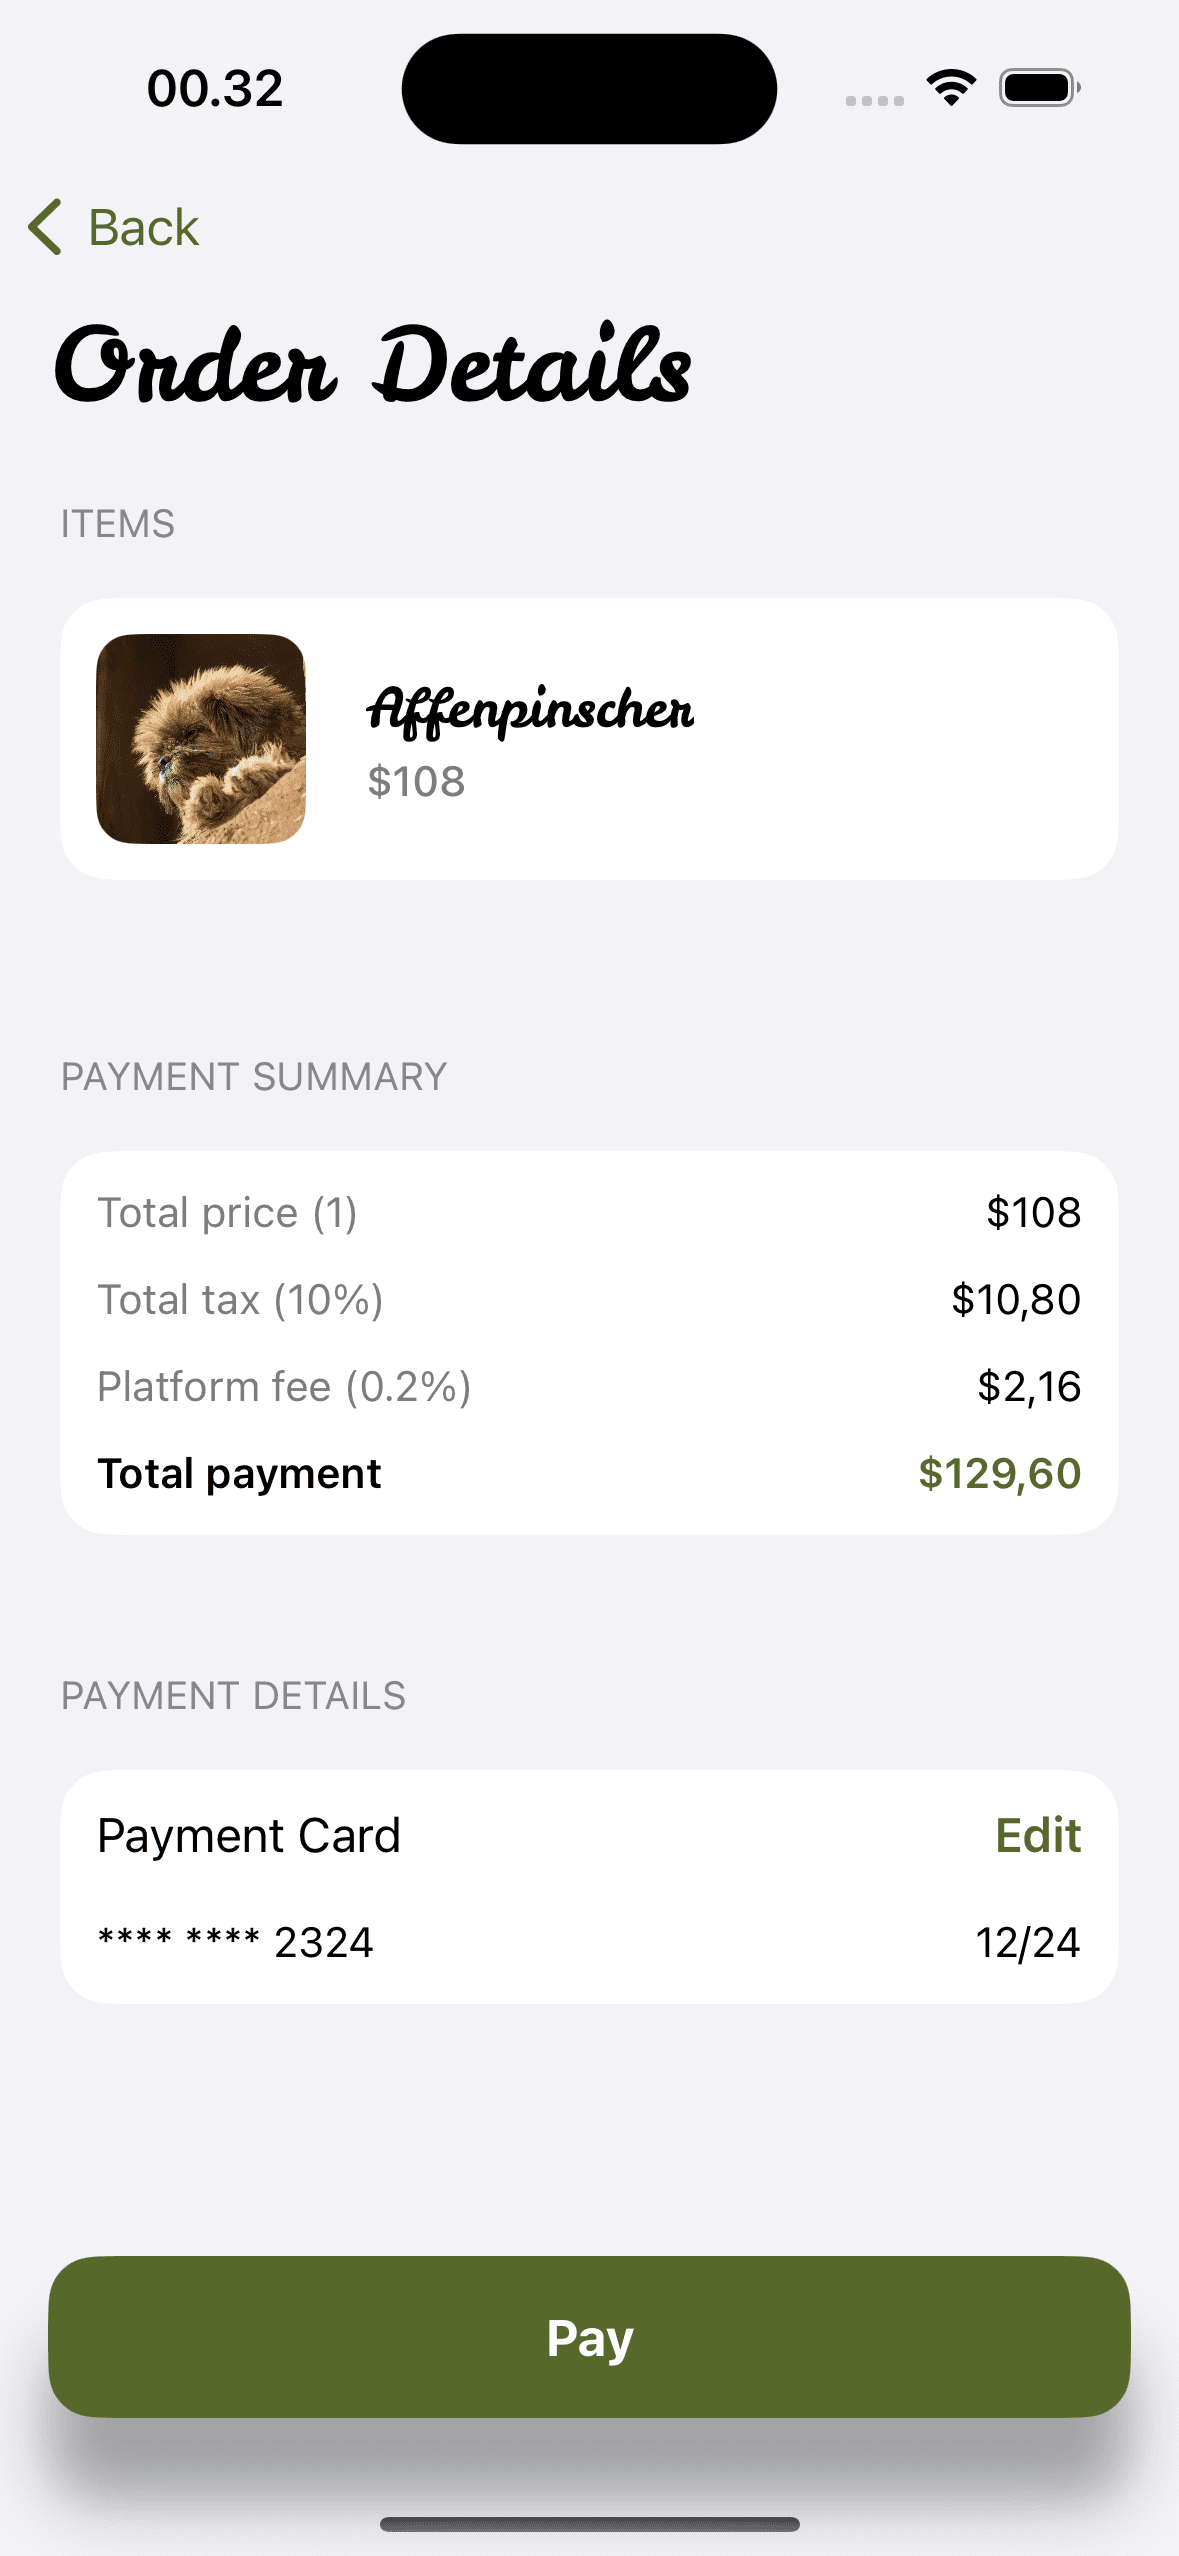 00.32
Back
Order Details
ITEMS
Affenpinscher
$108
PAYMENT SUMMARY
Total price (1) $108
Total tax (10%) $10,80
Platform fee (0.2%) $2,16
Total payment $129,60
PAYMENT DETAILS
Payment Card Edit
**** **** 2324 12/24
Pay